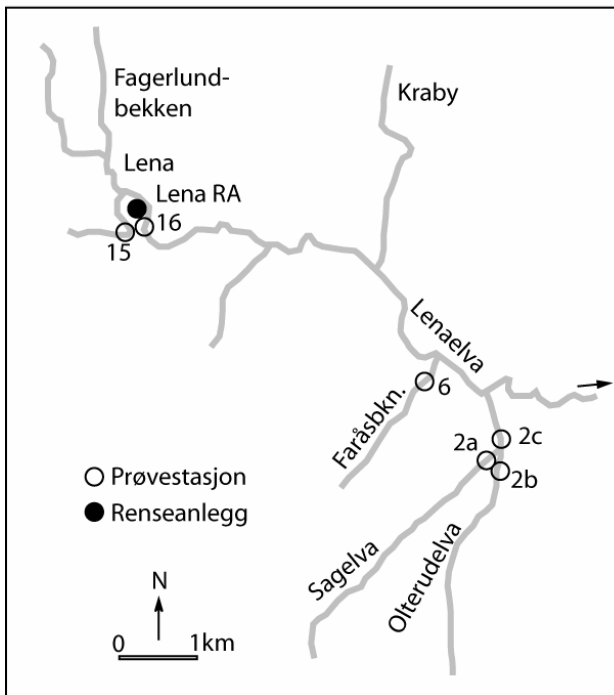 Fagerlund-
bekken
Kraby
Lena
Lena RA
16
15
Lenaelva
6
Faråsbkn.
2c
2a
2b
Sagelva
Olterudelva
Prøvestasjon
Renseanlegg
N
0 1km